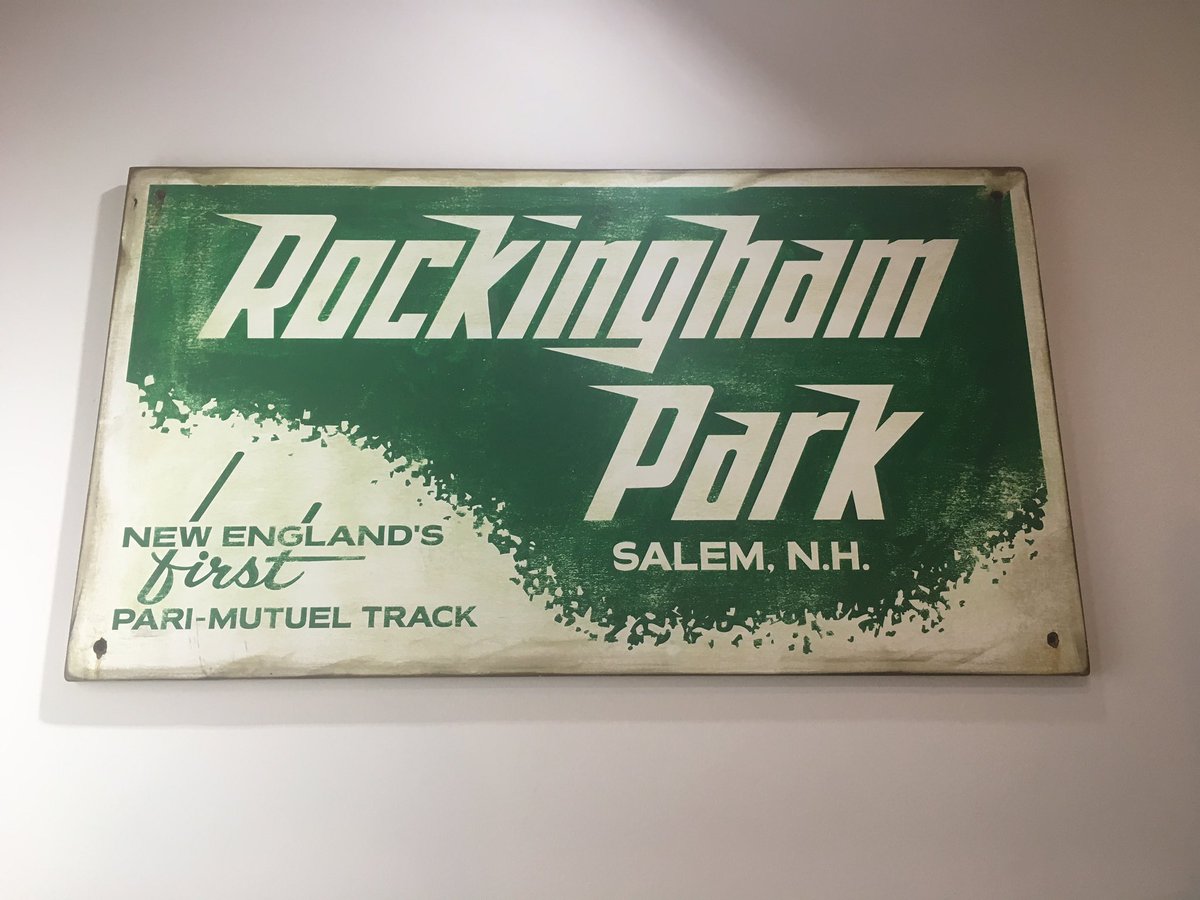 Rockingham
Park
SALEM, N.H.
NEW ENGLAND'S
first
PARI-MUTUEL TRACK